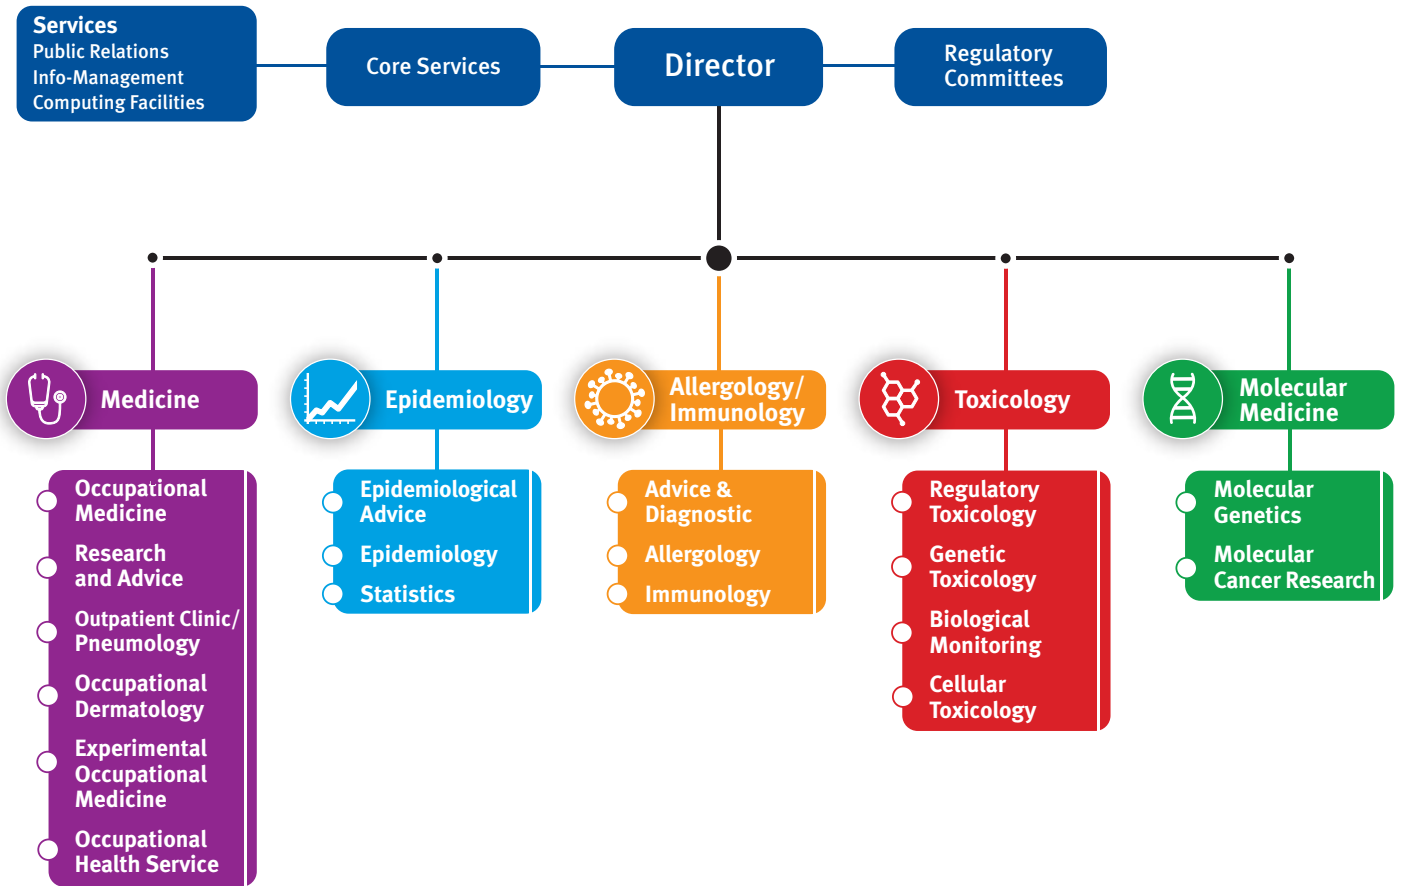 Services
Public Relations
Info-Management
Computing Facilities
Core Services
Director
Regulatory
Committees
Medicine
Occupational
Medicine
Research
and Advice
Outpatient Clinic/
Pneumology
Occupational
Dermatology
Experimental
Occupational
Medicine
Occupational
Health Service
Epidemiology
Epidemiological
Advice
Epidemiology
Statistics
Allergology/
Immunology
Advice &
Diagnostic
Allergology
Immunology
Toxicology
Regulatory
Toxicology
Genetic
Toxicology
Biological
Monitoring
Cellular
Toxicology
Molecular
Medicine
Molecular
Genetics
Molecular
Cancer Research